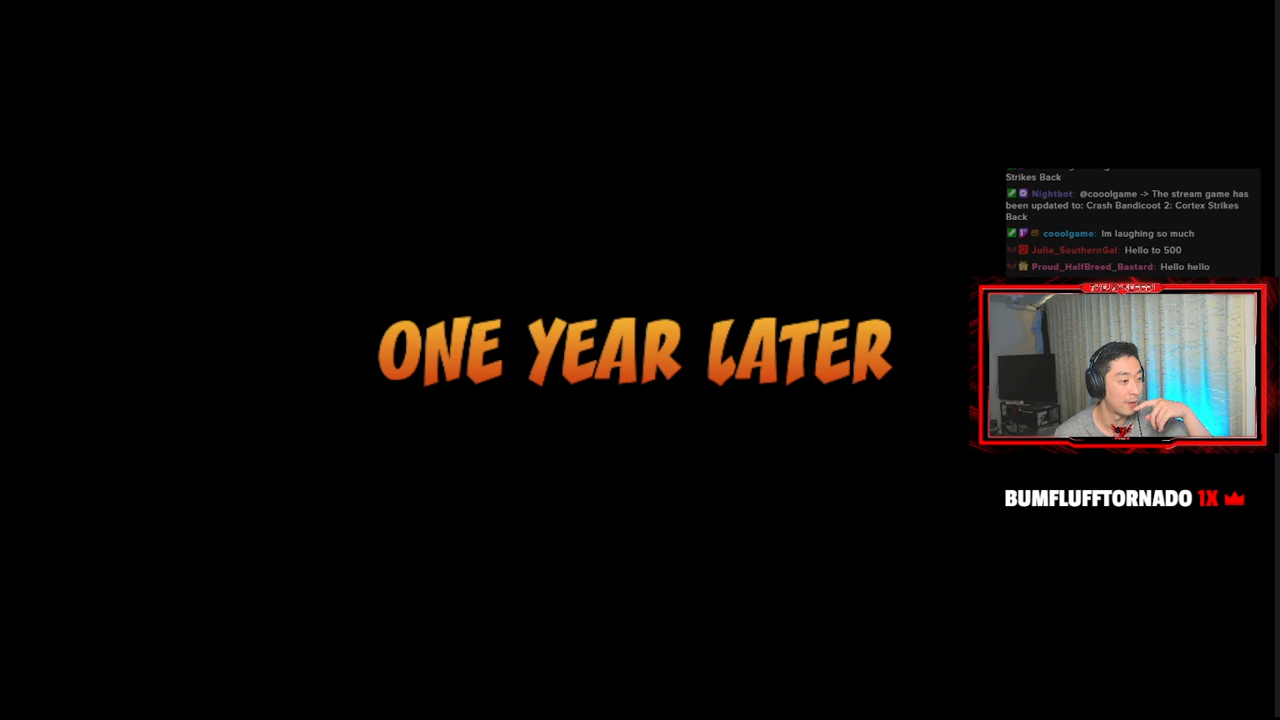 Strikes Back
Nightbot: @cooolgame -> The stream game has
been updated to: Crash Bandicoot 2: Cortex Strikes
Back
cooolgame: Im laughing so much
Julia_SouthernGal: Hello to 500
Proud_HalfBreed_Bastard: Hello hello
ONE YEAR LATER
BUMFLUFFTORNADO 1X